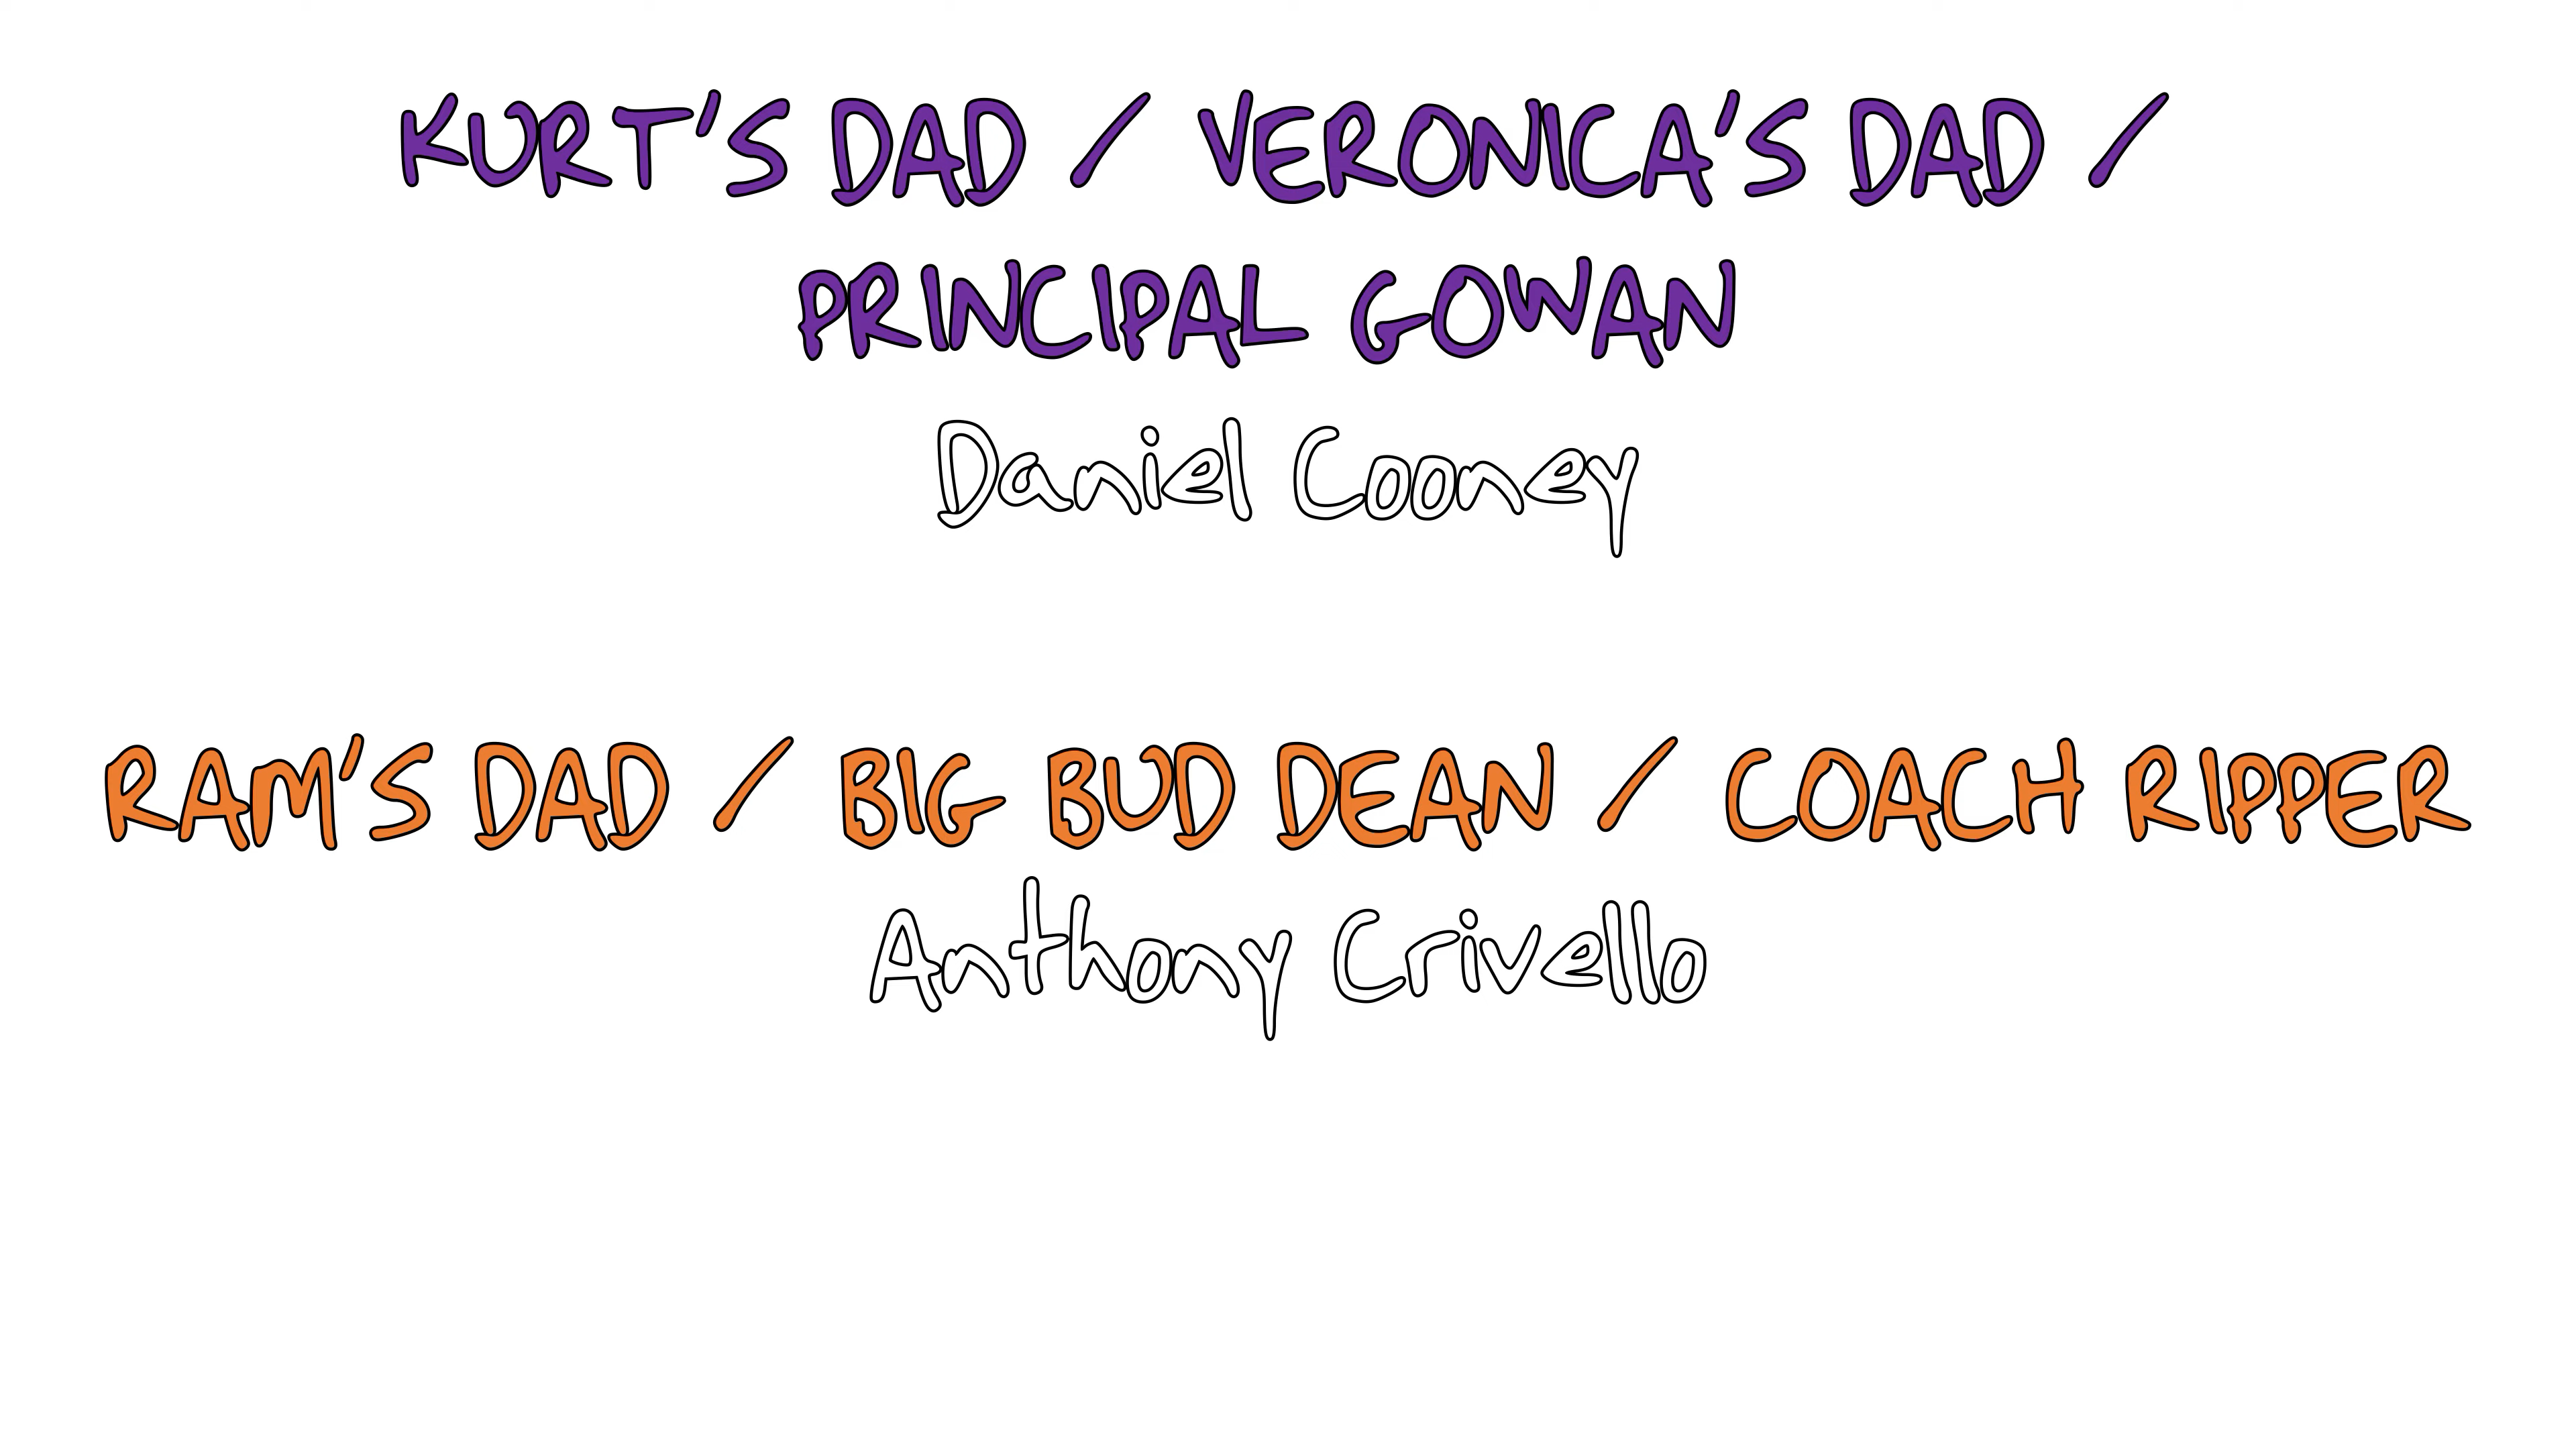 KURT'S DAD / VERONICA'S DAD /
PRINCIPAL GOWAN
Daniel Cooney
RAM'S DAD / BIG BUD DEAN / COACH RIPPER
Anthony Crivello